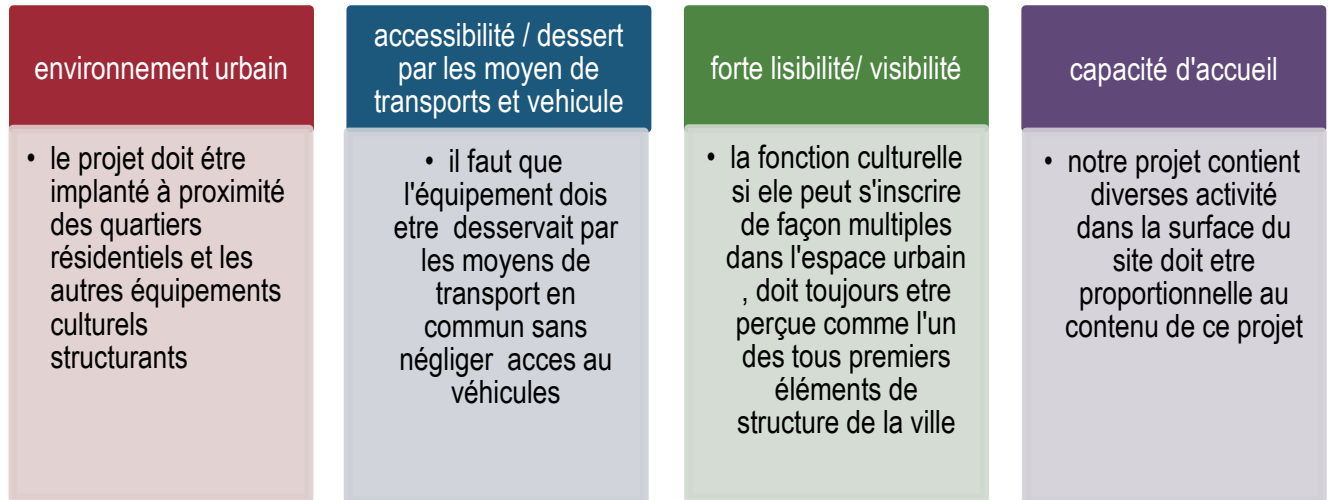 environnement urbain
• le projet doit étre
implanté à proximité
des quartiers
résidentiels et les
autres équipements
culturels
structurants
accessibilité / dessert
par les moyen de
transports et vehicule
• il faut que
l'équipement dois
etre desservait par
les moyens de
transport en
commun sans
négliger acces au
véhicules
forte lisibilité/ visibilité
• la fonction culturelle
si ele peut s'inscrire
de façon multiples
dans l'espace urbain
, doit toujours etre
perçue comme l'un
des tous premiers
éléments de
structure de la ville
capacité d'accueil
• notre projet contient
diverses activité
dans la surface du
site doit etre
proportionnelle au
contenu de ce projet